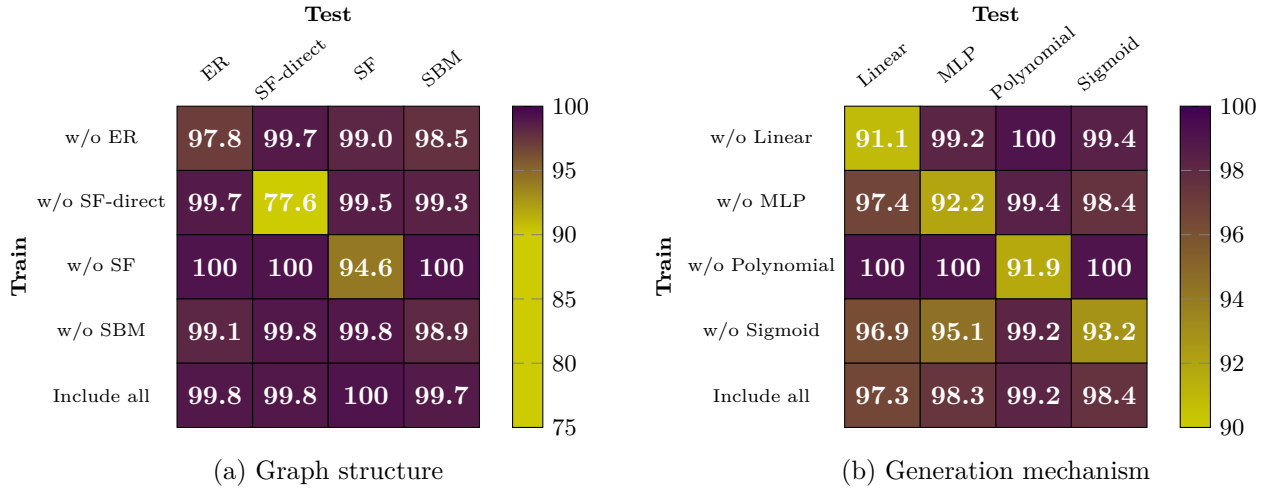 Test
ER SF-direct SF SBM
Train
w/o ER 97.8 99.7 99.0 98.5
w/o SF-direct 99.7 77.6 99.5 99.3
w/o SF 100 100 94.6 100
w/o SBM 99.1 99.8 99.8 98.9
Include all 99.8 99.8 100 99.7
100
95
90
85
80
75
(a) Graph structure
Test
Linear MLP Polynomial Sigmoid
Train
w/o Linear 91.1 99.2 100 99.4
w/o MLP 97.4 92.2 99.4 98.4
w/o Polynomial 100 100 91.9 100
w/o Sigmoid 96.9 95.1 99.2 93.2
Include all 97.3 98.3 99.2 98.4
100
98
96
94
92
90
(b) Generation mechanism